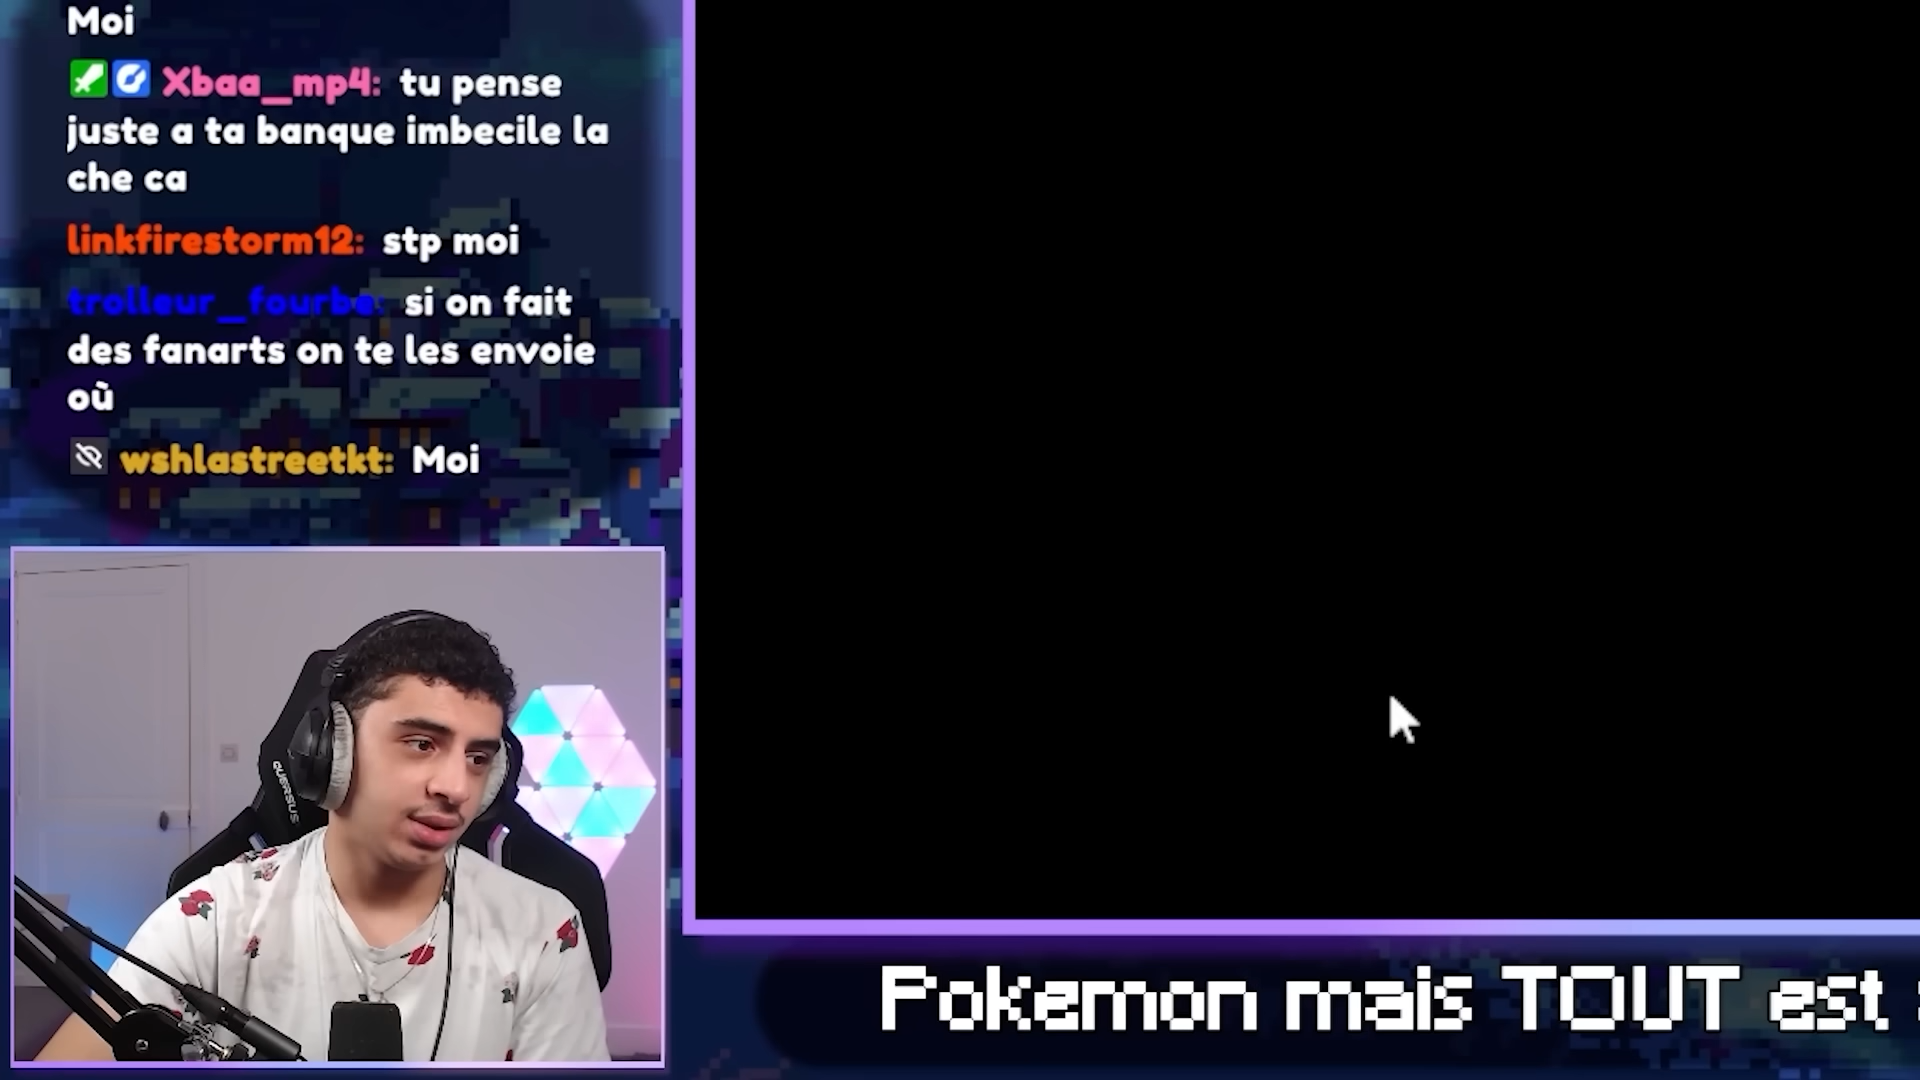 Moi
Xbaa_mp4: tu pense
juste a ta banque imbecile la
che ca
linkfirestorm12: stp moi
trolleur_fourbe: si on fait
des fanarts on te les envoie
où
wshlastreetkt: Moi
QUERSUS
Pokemon mais TOUT est